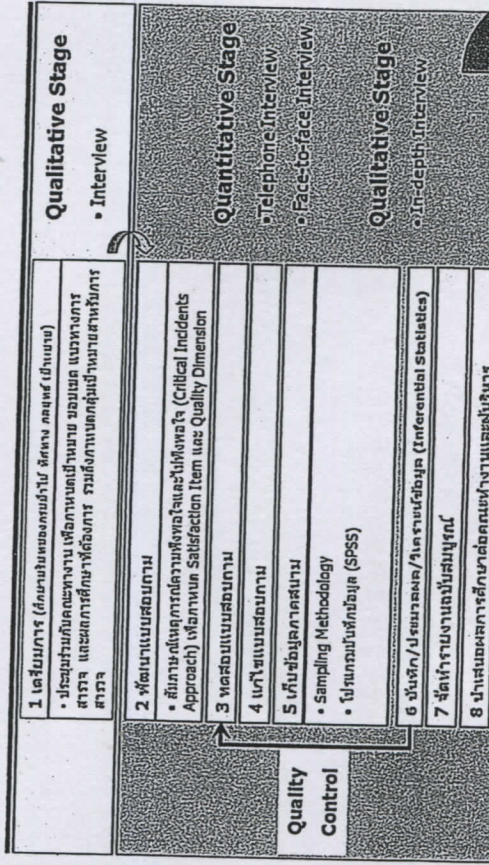 1 เตรียมการ (ศึกษาบริบทของกรมธุรกิจ ทิศทาง กลยุทธ์ เป้าหมาย)
• ประชุมร่วมกับคณะทำงาน เพื่อกำหนดเป้าหมาย ขอบเขต แนวทางการ
สำรวจ และผลการศึกษาที่ต้องการ รวมถึงกำหนดกลุ่มเป้าหมายสำหรับการ
สำรวจ
Qualitative Stage
• Interview
2 พัฒนาแบบสอบถาม
• สัมภาษณ์เหตุการณ์ความพึงพอใจและไม่พึงพอใจ (Critical Incidents
Approach) เพื่อกำหนด Satisfaction Item และ Quality Dimension
3 ทดสอบแบบสอบถาม
4 แก้ไขแบบสอบถาม
5 เก็บข้อมูลภาคสนาม
• Sampling Methodology
• โปรแกรมบันทึกข้อมูล (SPSS)
Quantitative Stage
•Telephone Interview
• Face-to-face Interview
Quality
Control
6 บันทึก/ประมวลผล/วิเคราะห์ข้อมูล (Inferential Statistics)
7 จัดทำรายงานฉบับสมบูรณ์
8 นำเสนอผลการศึกษาต่อคณะทำงานและผู้บริหาร
Qualitative Stage
•In-depth Interview